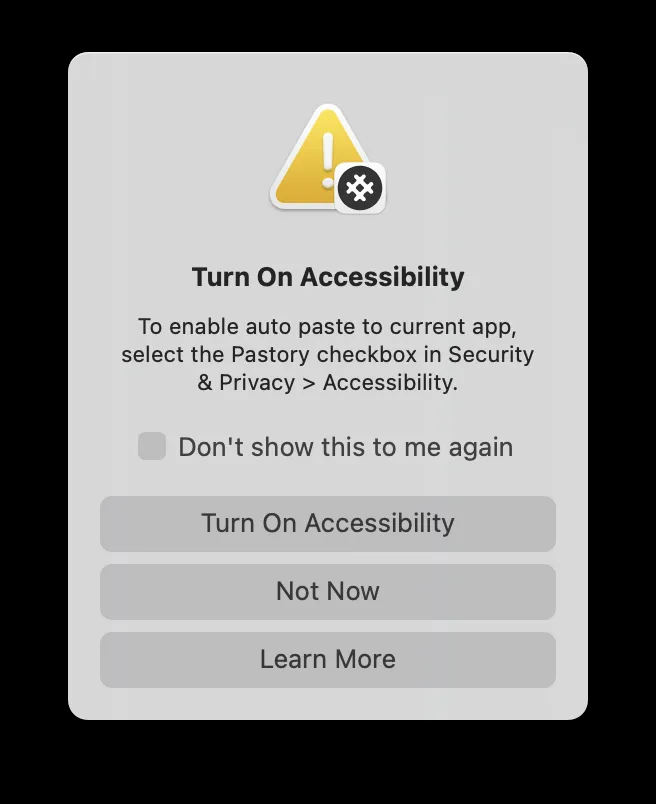 Turn On Accessibility
To enable auto paste to current app,
select the Pastory checkbox in Security
& Privacy > Accessibility.
Don't show this to me again
Turn On Accessibility
Not Now
Learn More